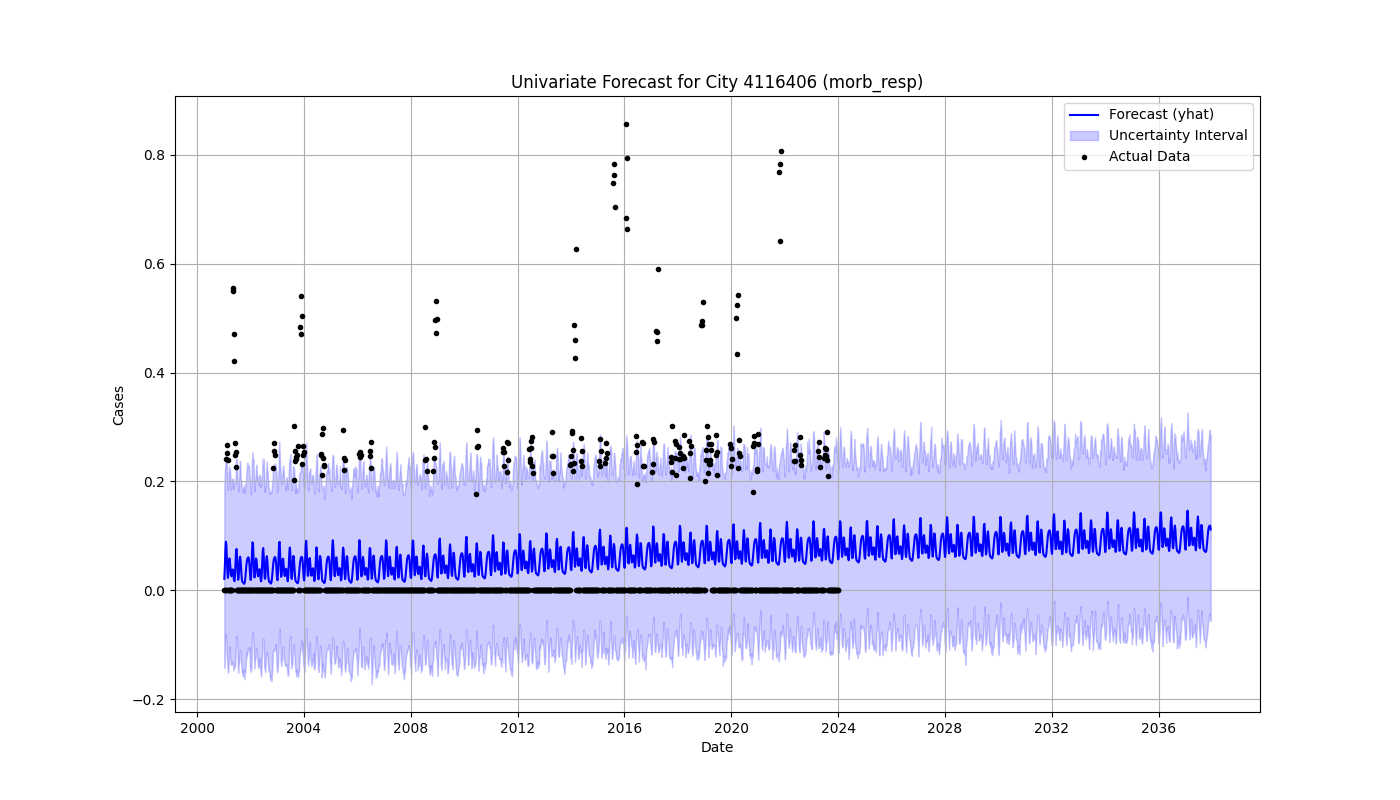 Univariate Forecast for City 4116406 (morb_resp)
Forecast (yhat)
Uncertainty Interval
Actual Data
Cases
0.8
0.6
0.4
0.2
0.0
−0.2
2000 2004 2008 2012 2016 2020 2024 2028 2032 2036
Date